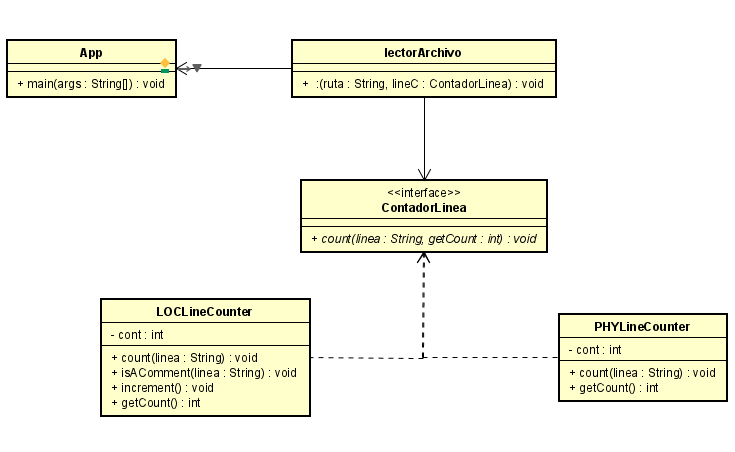 App
+ main(args : String[]) : void
lectorArchivo
+ :(ruta : String, lineC : ContadorLinea) : void
<<interface>>
ContadorLinea
+ count(linea : String, getCount : int) : void
LOCLineCounter
- cont : int
+ count(linea : String) : void
+ isAComment(linea : String) : void
+ increment() : void
+ getCount() : int
PHYLineCounter
- cont : int
+ count(linea : String) : void
+ getCount() : int